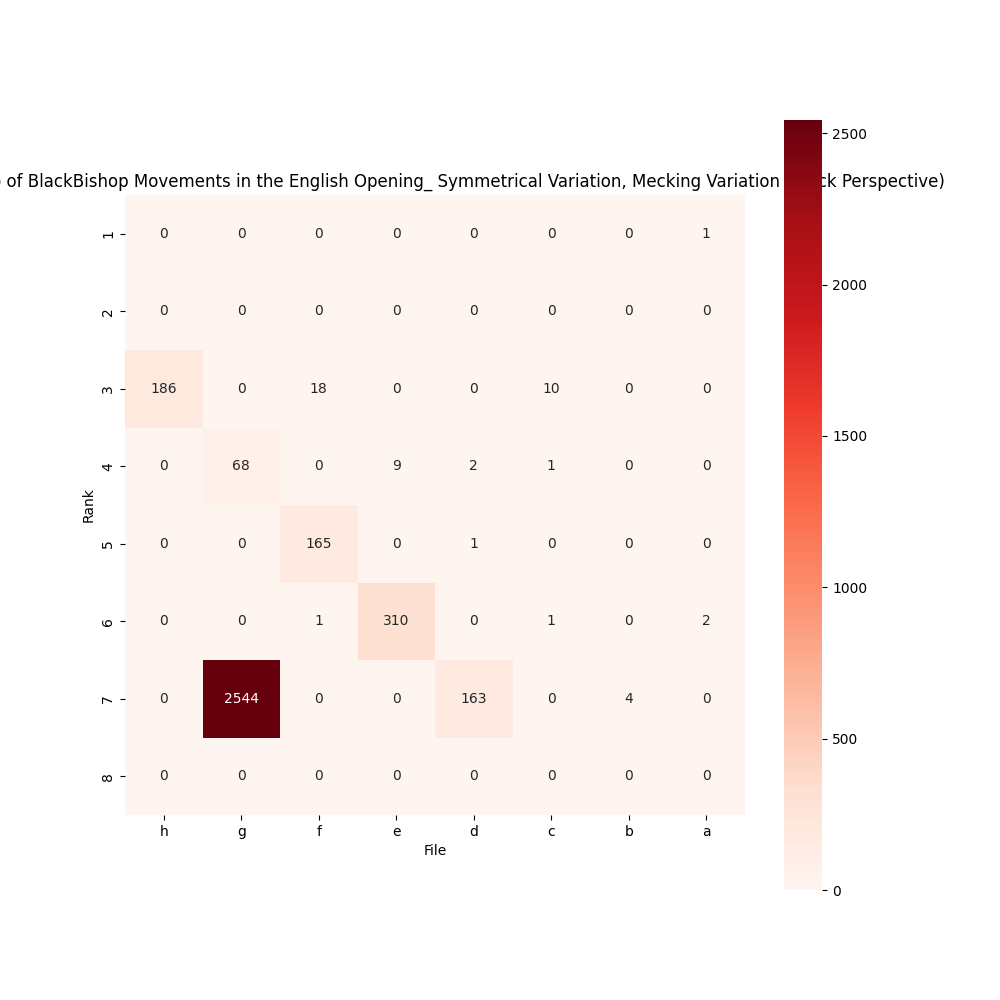 of BlackBishop Movements in the English Opening_ Symmetrical Variation, Mecking Variation Perspective)
2500
2000
1500
1000
500
0
Rank
1 0 0 0 0 0 0 0 1
2 0 0 0 0 0 0 0 0
3 186 0 18 0 0 10 0 0
4 0 68 0 9 2 1 0 0
5 0 0 165 0 1 0 0 0
6 0 0 1 310 0 1 0 2
7 0 2544 0 0 163 0 4 0
8 0 0 0 0 0 0 0 0
h g f e d c b a
File